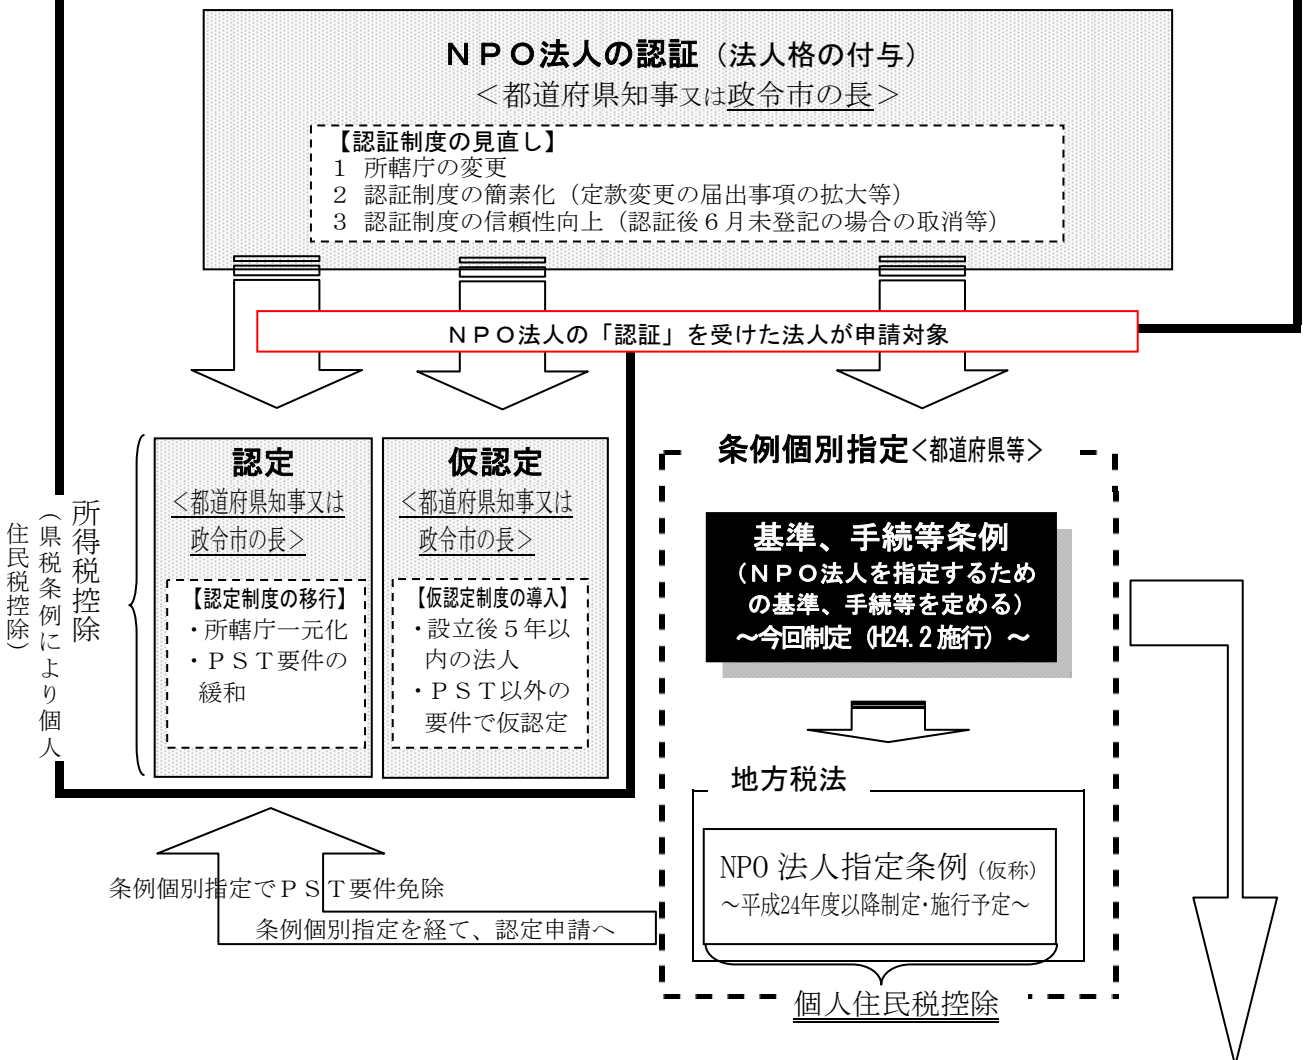 ＮＰＯ法人の認証（法人格の付与）
＜都道府県知事又は政令市の長＞
【認証制度の見直し】
１ 所轄庁の変更
２ 認証制度の簡素化（定款変更の届出事項の拡大等）
３ 認証制度の信頼性向上（認証後６月未登記の場合の取消等）
ＮＰＯ法人の「認証」を受けた法人が申請対象
所得税控除
（県税条例により個人
住民税控除）
認定
＜都道府県知事又は
政令市の長＞
【認定制度の移行】
・所轄庁一元化
・ＰＳＴ要件の
緩和
仮認定
＜都道府県知事又は
政令市の長＞
【仮認定制度の導入】
・設立後５年以
内の法人
・ＰＳＴ以外の
要件で仮認定
条例個別指定＜都道府県等＞
基準、手続等条例
（ＮＰＯ法人を指定するため
の基準、手続等を定める）
～今回制定（H24.２施行）～
地方税法
NPO 法人指定条例（仮称）
～平成24年度以降制定・施行予定～
個人住民税控除
条例個別指定でＰＳＴ要件免除
条例個別指定を経て、認定申請へ